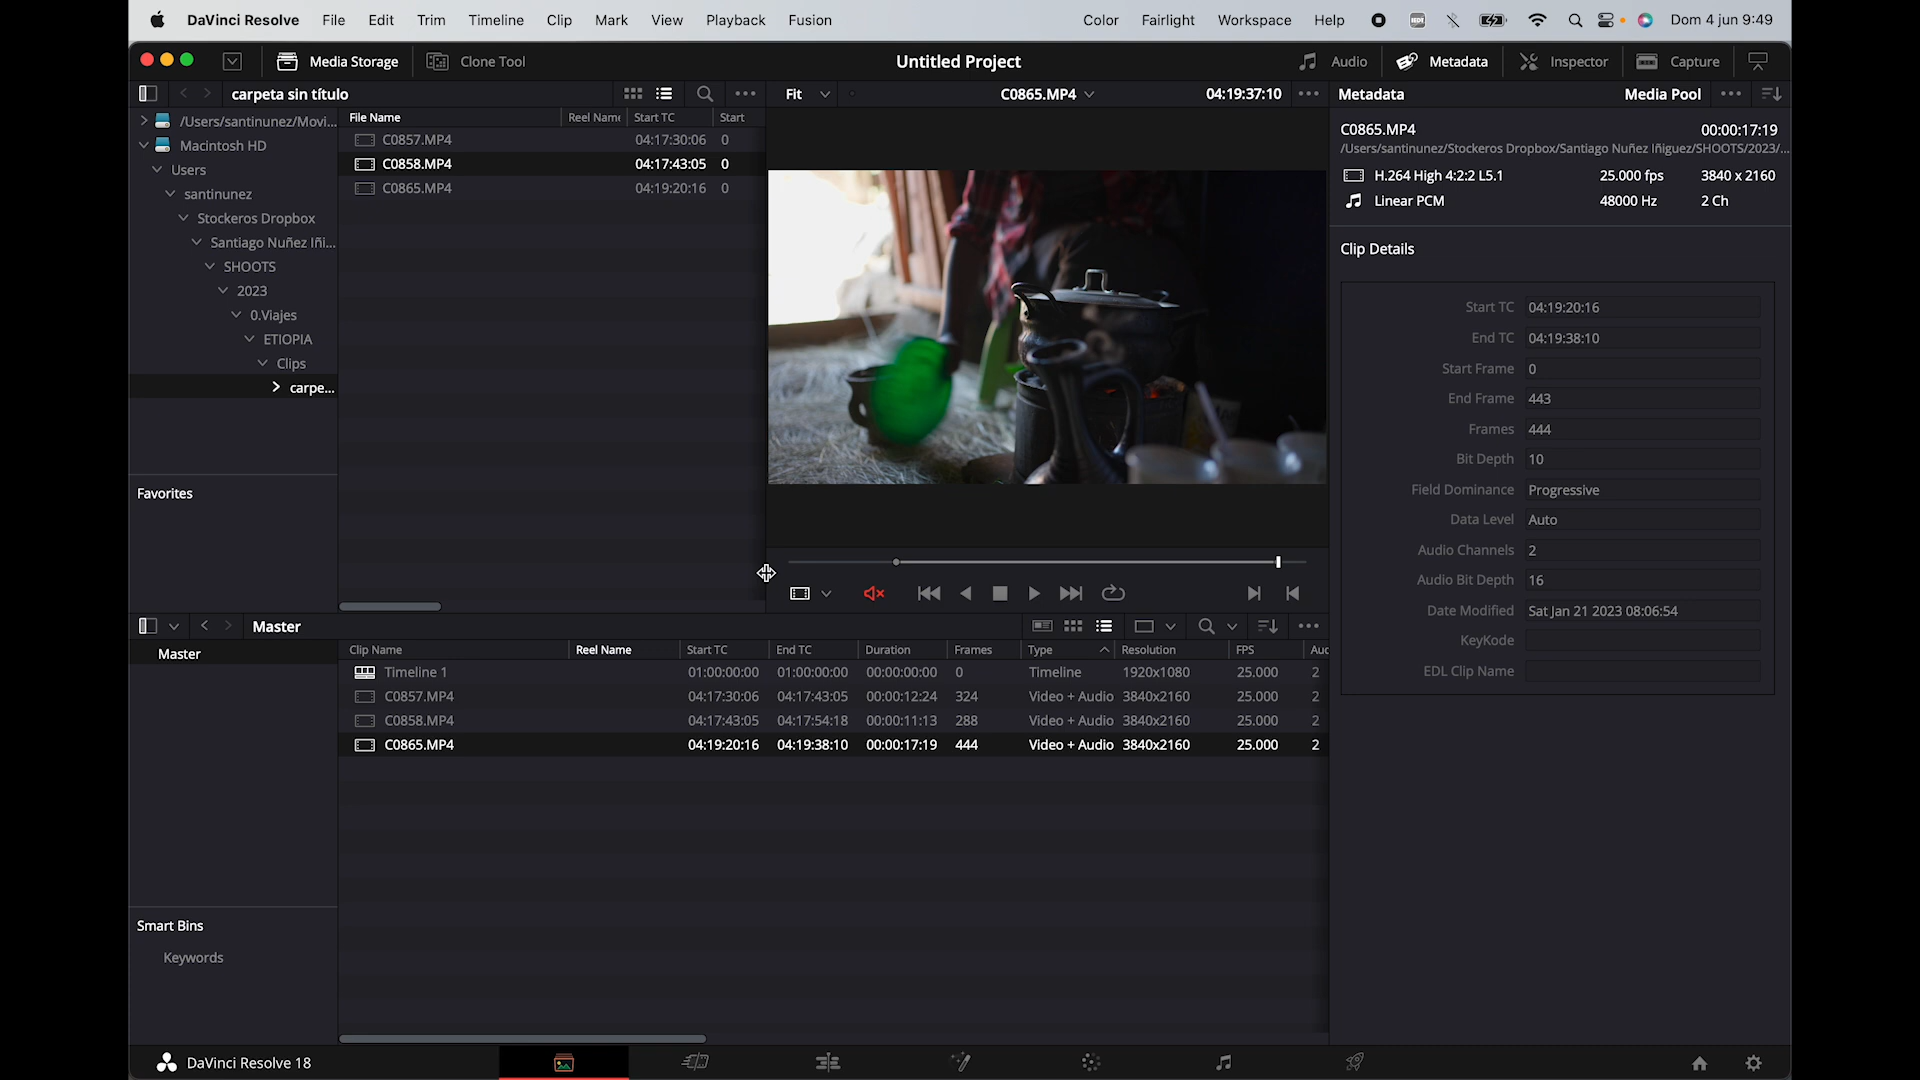 DaVinci Resolve File Edit Trim Timeline Clip Mark View Playback Fusion Color Fairlight Workspace Help Dom 4 jun 9:49
Media Storage Clone Tool Untitled Project Audio Metadata Inspector Capture
carpeta sin título Fit C0865.MP4 04:19:37:10 Metadata Media Pool
/Users/santinunez/Movi...
Macintosh HD
Users
santinunez
Stockeros Dropbox
Santiago Nuñez Iñi...
SHOOTS
2023
0.Viajes
ETIOPIA
Clips
carpe...
Favorites
File Name Reel Name Start TC Start
C0857.MP4 04:17:30:06 0
C0858.MP4 04:17:43:05 0
C0865.MP4 04:19:20:16 0
C0865.MP4 00:00:17:19
/Users/santinunez/Stockeros Dropbox/Santiago Nuñez Iñiguez/SHOOTS/2023/...
H.264 High 4:2:2 L5.1 25.000 fps 3840 x 2160
Linear PCM 48000 Hz 2 Ch
Clip Details
Start TC 04:19:20:16
End TC 04:19:38:10
Start Frame 0
End Frame 443
Frames 444
Bit Depth 10
Field Dominance Progressive
Data Level Auto
Audio Channels 2
Audio Bit Depth 16
Date Modified Sat Jan 21 2023 08:06:54
KeyKode
EDL Clip Name
Master
Master
Smart Bins
Keywords
Clip Name Reel Name Start TC End TC Duration Frames Type Resolution FPS Auc
Timeline 1 01:00:00:00 01:00:00:00 00:00:00:00 0 Timeline 1920x1080 25.000 2
C0857.MP4 04:17:30:06 04:17:43:05 00:00:12:24 324 Video + Audio 3840x2160 25.000 2
C0858.MP4 04:17:43:05 04:17:54:18 00:00:11:13 288 Video + Audio 3840x2160 25.000 2
C0865.MP4 04:19:20:16 04:19:38:10 00:00:17:19 444 Video + Audio 3840x2160 25.000 2
DaVinci Resolve 18